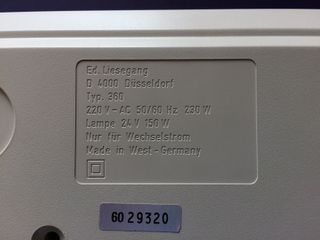 Ed. Liesegang
D 4000 Düsseldorf
Typ. 360
220 V - AC 50/60 Hz 230 W
Lampe 24 V 150 W
Nur für Wechselstrom
Made in West - Germany
60 29320